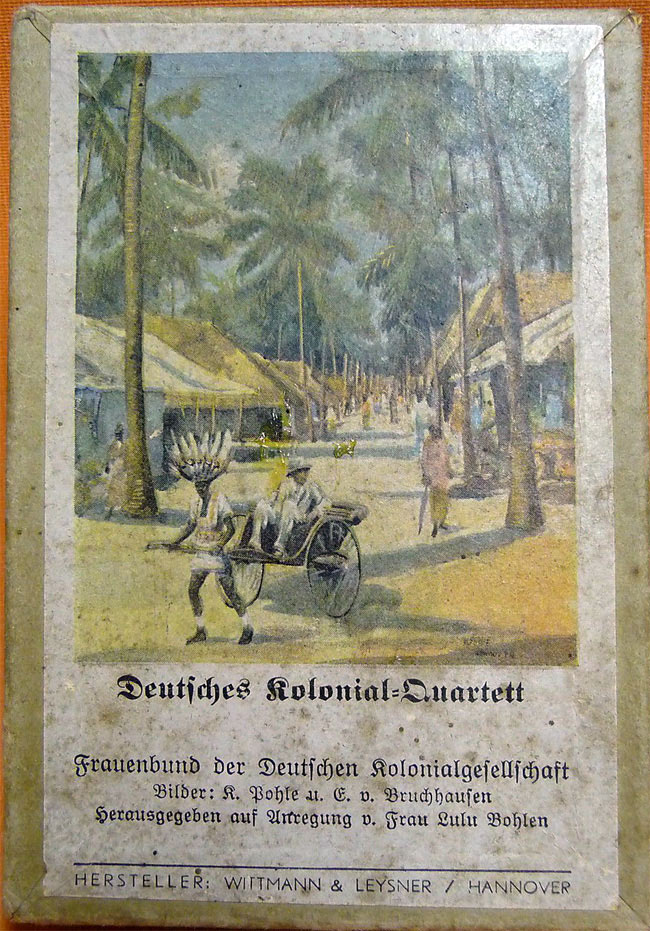 Deutsches Kolonial-Quartett
Frauenbund der Deutschen Kolonialgesellschaft
Bilder: K. Pohle u. E. v. Bruchhausen
Herausgegeben auf Anregung v. Frau Lulu Bohlen
HERSTELLER: WITTMANN & LEYSNER / HANNOVER